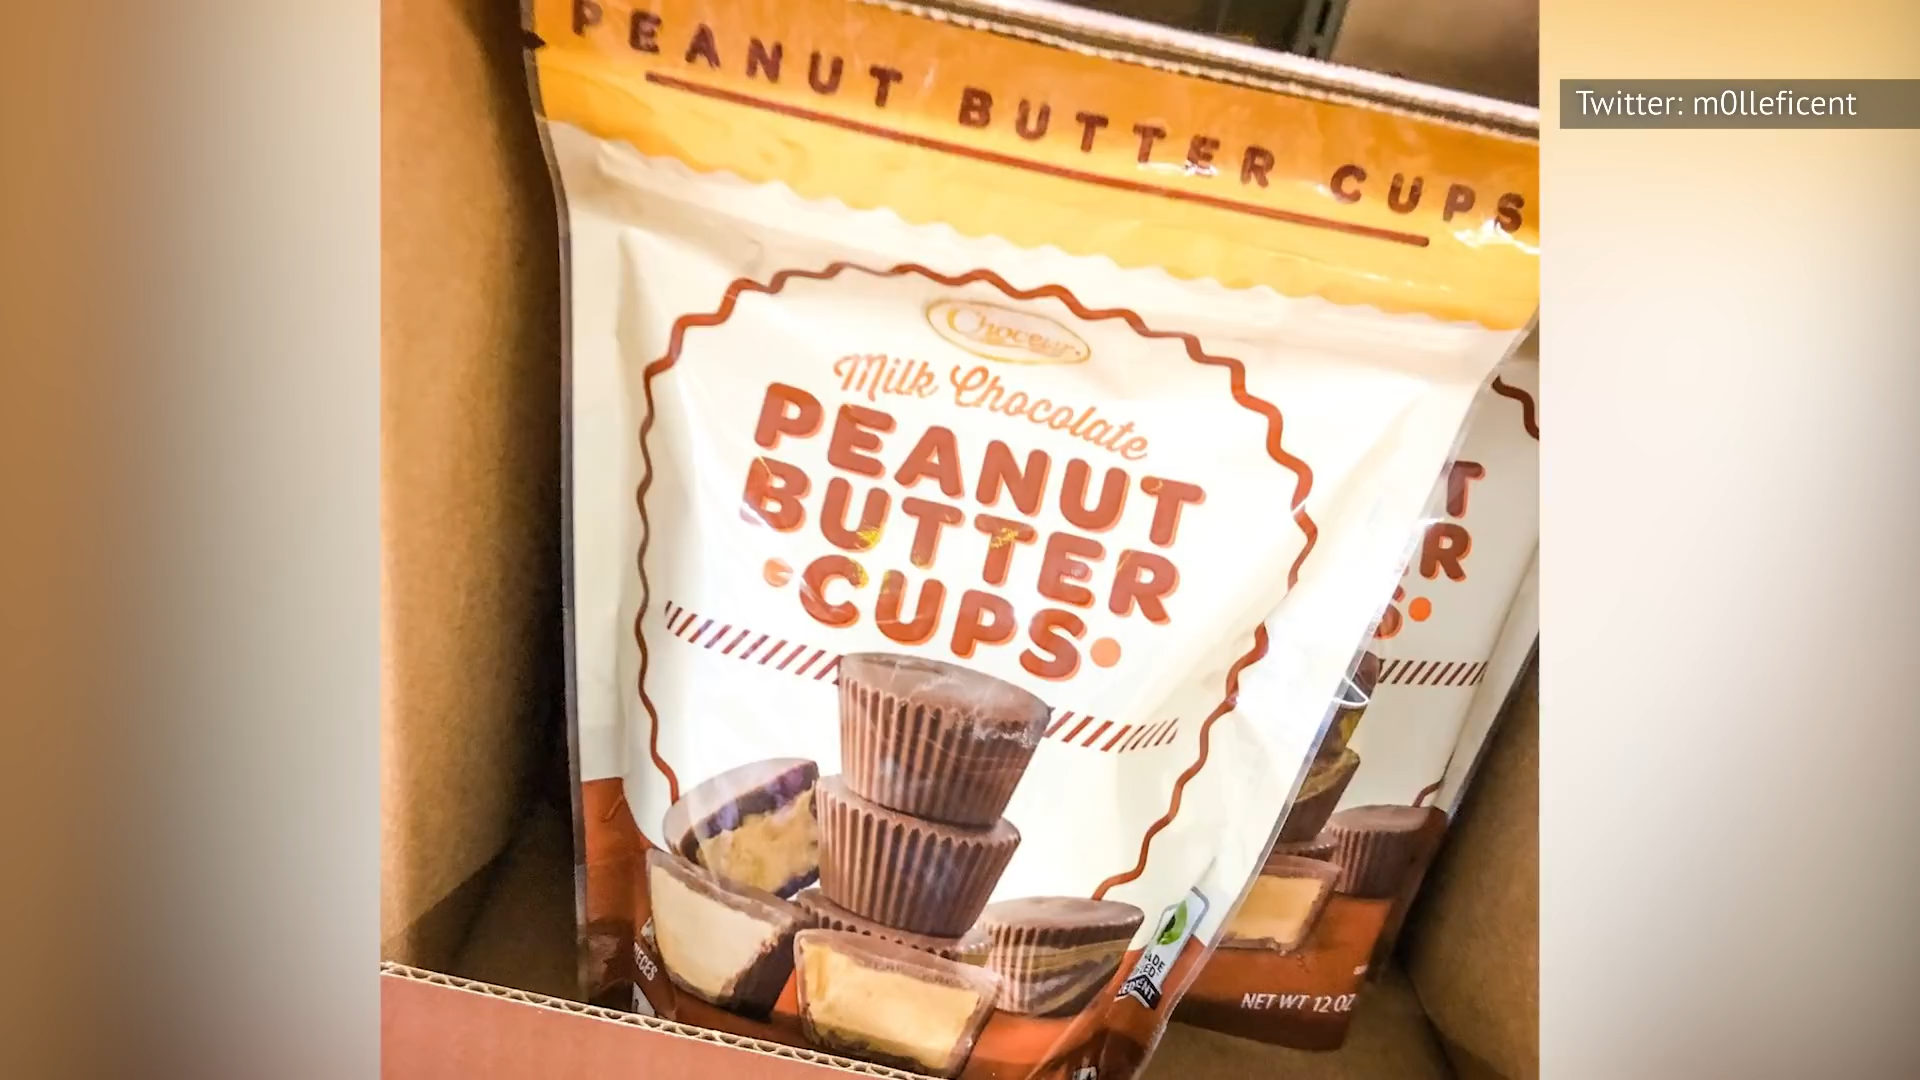 PEANUT BUTTER CUPS
Twitter: m0lleficent
Choceur
Milk Chocolate
PEANUT
BUTTER
•CUPS•
T
R
S•
NET WT 12 OZ